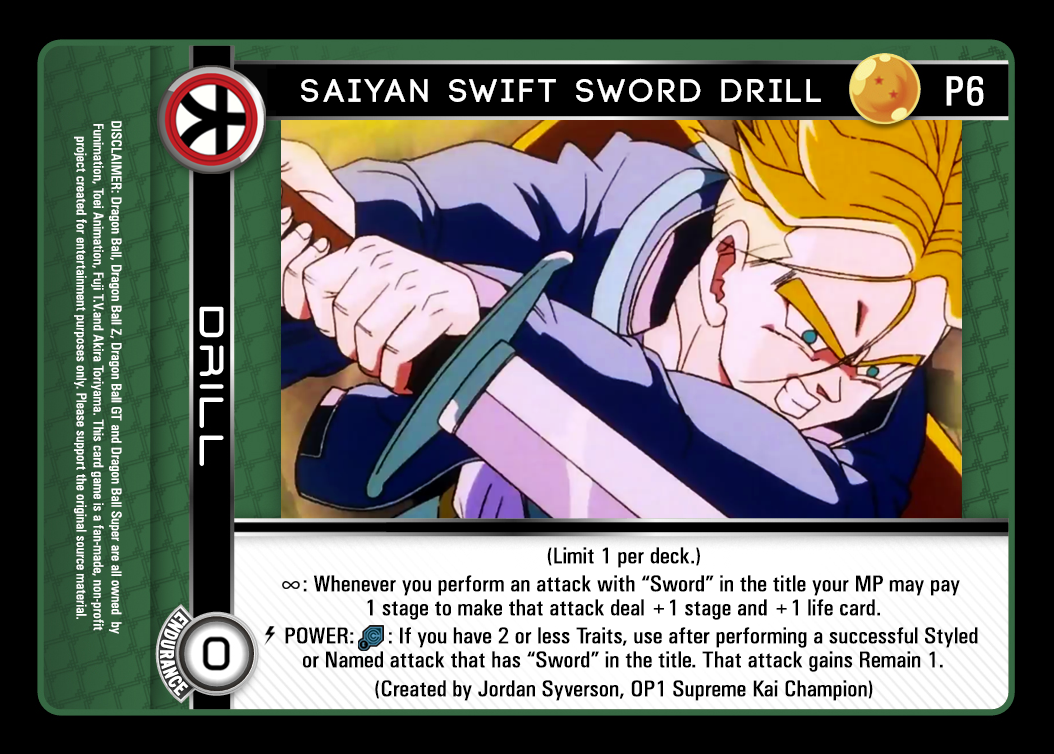 SAIYAN SWIFT SWORD DRILL
P6
DRILL
DISCLAIMER: Dragon Ball, Dragon Ball Z, Dragon Ball GT and Dragon Ball Super are all owned by
Funimation, Toei Animation, Fuji T.V.and Akira Toriyama. This card game is a fan-made, non-profit
project created for entertainment purposes only. Please support the original source material.
(Limit 1 per deck.)
∞: Whenever you perform an attack with “Sword” in the title your MP may pay
1 stage to make that attack deal +1 stage and +1 life card.
POWER: : If you have 2 or less Traits, use after performing a successful Styled
or Named attack that has “Sword” in the title. That attack gains Remain 1.
(Created by Jordan Syverson, OP1 Supreme Kai Champion)
ENDURANCE
0